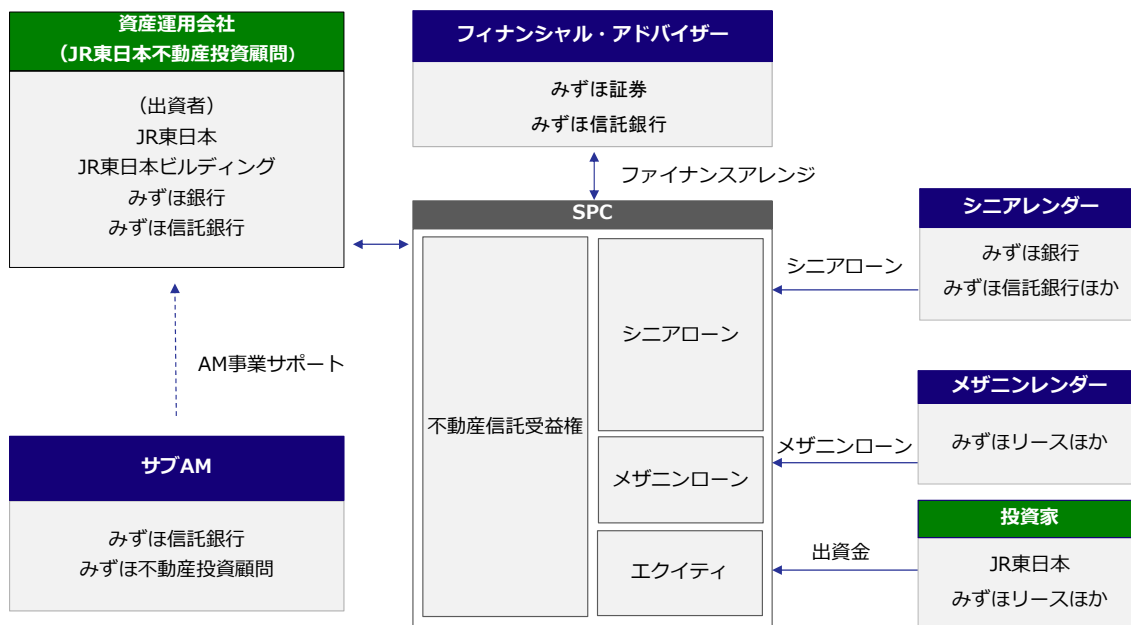 資産運用会社
（JR東日本不動産投資顧問）
（出資者）
JR東日本
JR東日本ビルディング
みずほ銀行
みずほ信託銀行
フィナンシャル・アドバイザー
みずほ証券
みずほ信託銀行
ファイナンスアレンジ
SPC
不動産信託受益権
シニアローン
メザニンローン
エクイティ
シニアローン
シニアレンダー
みずほ銀行
みずほ信託銀行ほか
メザニンローン
メザニンレンダー
みずほリースほか
出資金
投資家
JR東日本
みずほリースほか
AM事業サポート
サブAM
みずほ信託銀行
みずほ不動産投資顧問